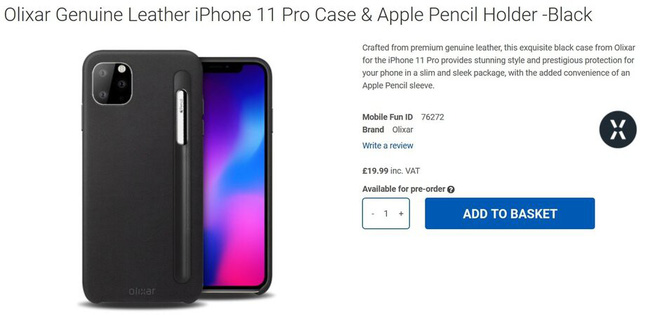 Olixar Genuine Leather iPhone 11 Pro Case & Apple Pencil Holder -Black
Crafted from premium genuine leather, this exquisite black case from Olixar
for the iPhone 11 Pro provides stunning style and prestigious protection for
your phone in a slim and sleek package, with the added convenience of an
Apple Pencil sleeve.
Mobile Fun ID 76272
Brand Olixar
Write a review
£19.99 inc. VAT
Available for pre-order ?
- 1 +
ADD TO BASKET
olixar